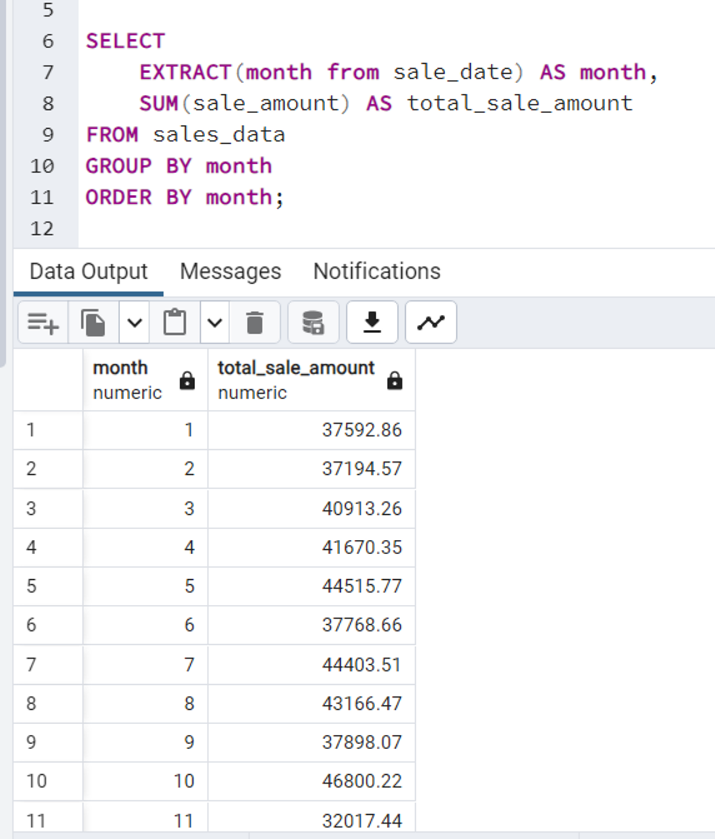 5
6 SELECT
7 EXTRACT(month from sale_date) AS month,
8 SUM(sale_amount) AS total_sale_amount
9 FROM sales_data
10 GROUP BY month
11 ORDER BY month;
12
Data Output Messages Notifications
month total_sale_amount
numeric numeric
1 1 37592.86
2 2 37194.57
3 3 40913.26
4 4 41670.35
5 5 44515.77
6 6 37768.66
7 7 44403.51
8 8 43166.47
9 9 37898.07
10 10 46800.22
11 11 32017.44